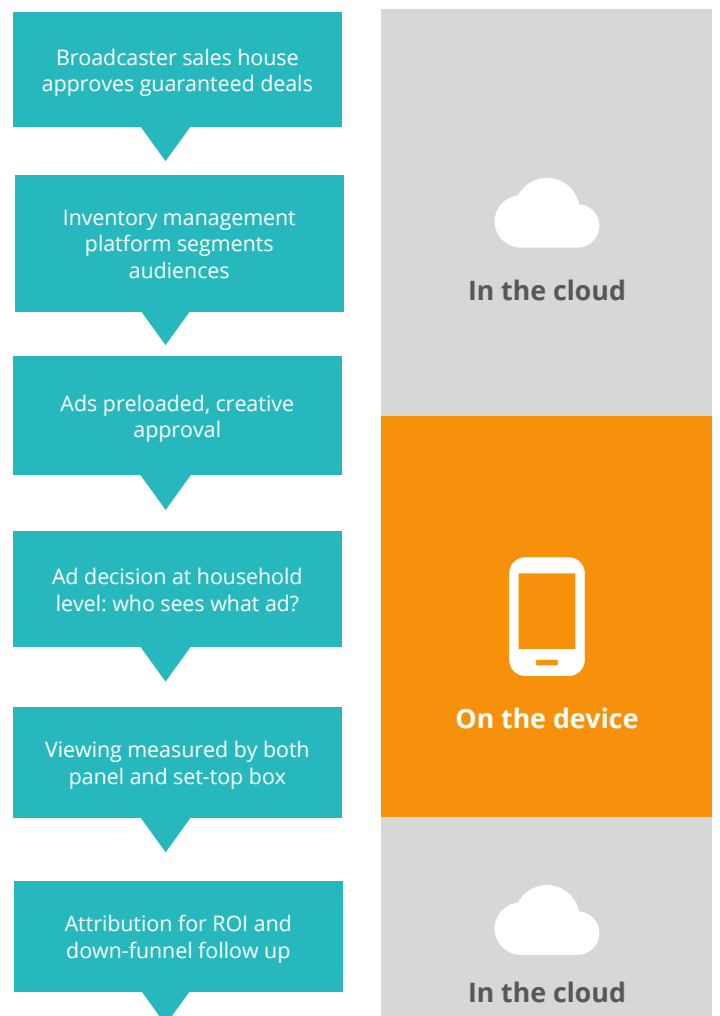 Broadcaster sales house
approves guaranteed deals
Inventory management
platform segments
audiences
In the cloud
Ads preloaded, creative
approval
Ad decision at household
level: who sees what ad?
On the device
Viewing measured by both
panel and set-top box
Attribution for ROI and
down-funnel follow up
In the cloud